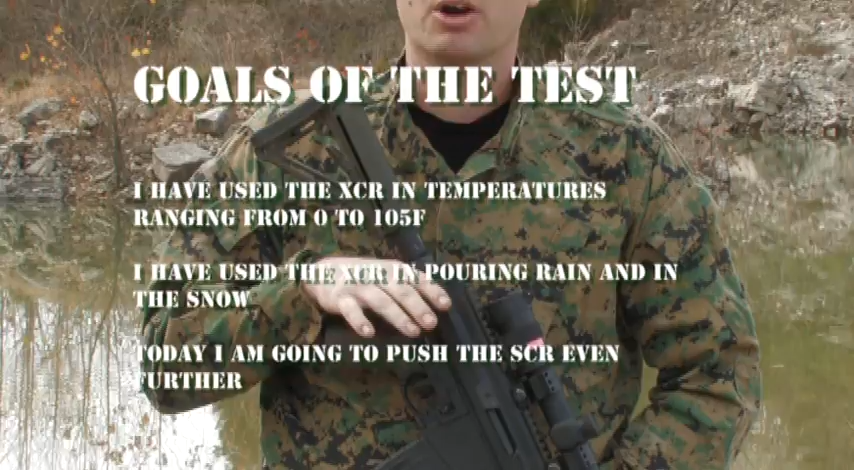 GOALS OF THE TEST
I HAVE USED THE XCR IN TEMPERATURES
RANGING FROM 0 TO 105F
I HAVE USED THE XCR IN POURING RAIN AND IN
THE SNOW
TODAY I AM GOING TO PUSH THE SCR EVEN
FURTHER